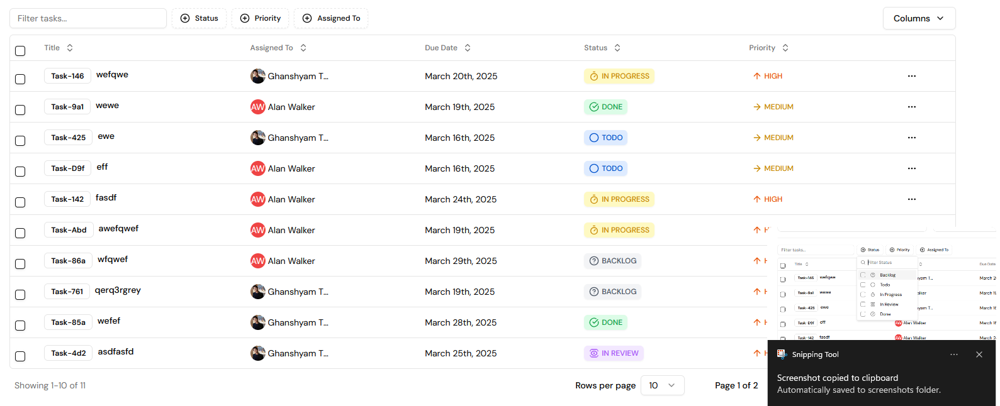 Filter tasks... Status Priority Assigned To Columns
Title Assigned To Due Date Status Priority
Task-146 wefqwe Ghanshyam T... March 20th, 2025 IN PROGRESS HIGH ...
Task-9a1 wewe AW Alan Walker March 19th, 2025 DONE MEDIUM ...
Task-425 ewe Ghanshyam T... March 16th, 2025 TODO MEDIUM ...
Task-D9f eff AW Alan Walker March 16th, 2025 TODO MEDIUM ...
Task-142 fasdf AW Alan Walker March 24th, 2025 IN PROGRESS HIGH ...
Task-Abd awefqwef AW Alan Walker March 19th, 2025 IN PROGRESS H
Task-86a wfqwef AW Alan Walker March 29th, 2025 BACKLOG H
Task-761 qerq3rgrey Ghanshyam T... March 19th, 2025 BACKLOG H
Task-85a wefef Ghanshyam T... March 28th, 2025 DONE H
Task-4d2 asdfasfd Ghanshyam T... March 25th, 2025 IN REVIEW H
Showing 1-10 of 11 Rows per page 10 Page 1 of 2
Filter tasks... Status Priority Assigned To
Title Filter Status Due Date
Task-146 wefqwe Backlog yam T... March 2
Task-9a1 wewe Todo lker March 19
Task-425 ewe In Progress yam T... March 16
In Review
Done
Task-D9f eff AW Alan Walker March 16
Task-142 fasdf AW Alan Walker March 2
Snipping Tool ...
Screenshot copied to clipboard
Automatically saved to screenshots folder.